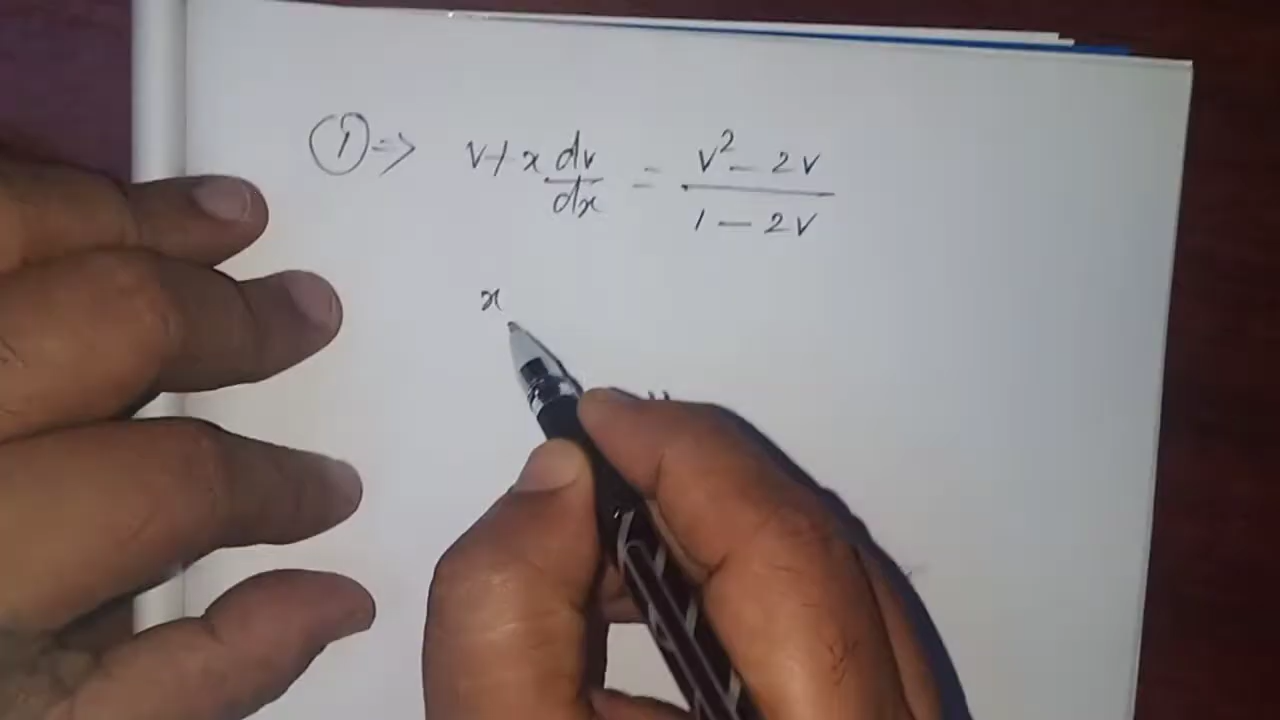 ① => v + x dv/dx = (v² - 2v)/(1 - 2v)
x